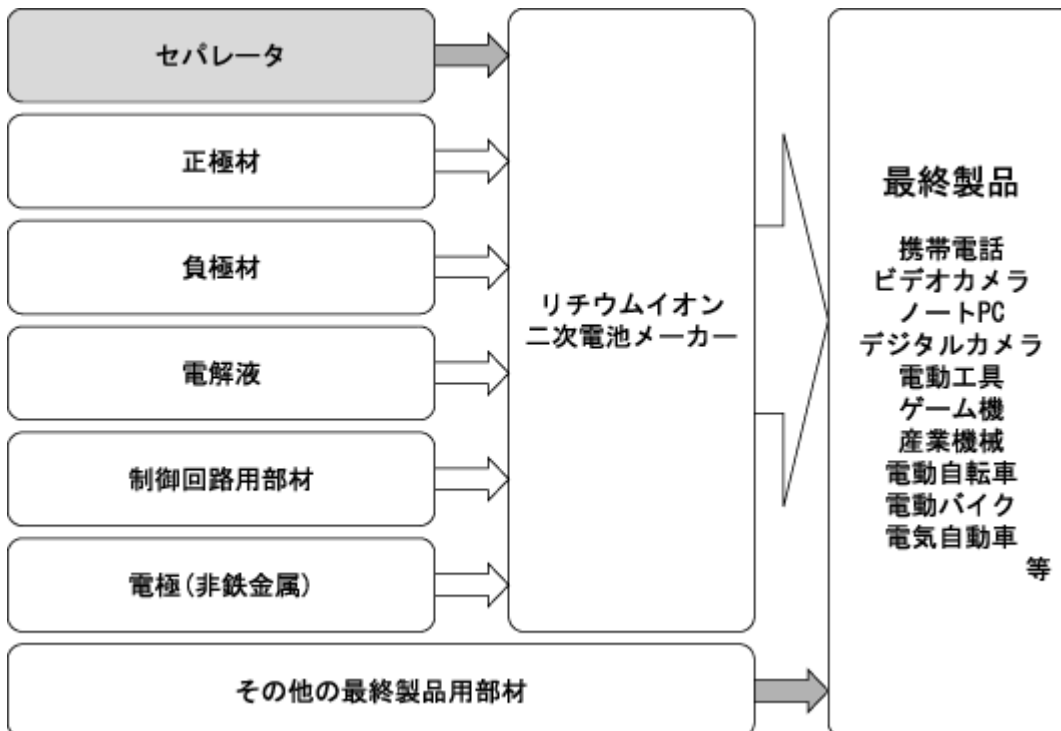 セパレータ
正極材
負極材
電解液
制御回路用部材
電極(非鉄金属)
その他の最終製品用部材
リチウムイオン
二次電池メーカー
最終製品
携帯電話
ビデオカメラ
ノートPC
デジタルカメラ
電動工具
ゲーム機
産業機械
電動自転車
電動バイク
電気自動車
等